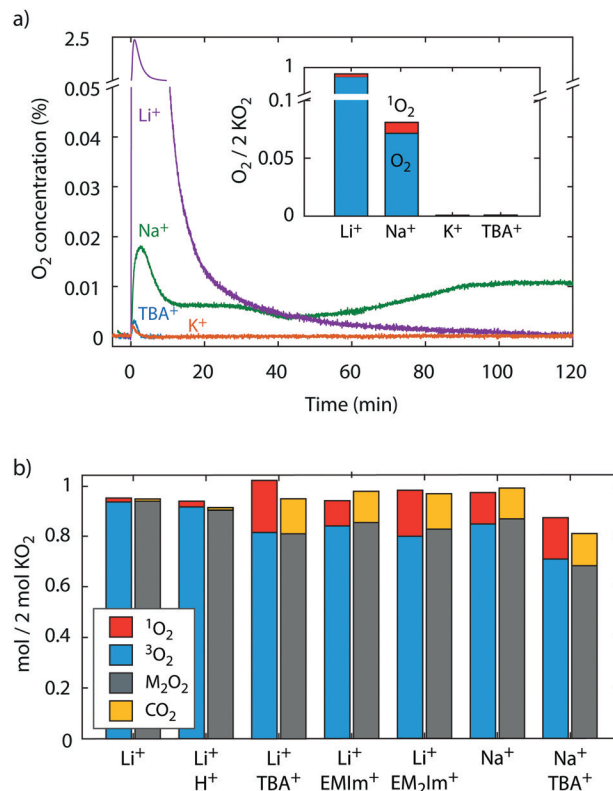 a)
2.5
0.05
0.04
0.03
0.02
0.01
0
O₂ concentration (%)
Li⁺
Na⁺
TBA⁺
K⁺
0 20 40 60 80 100 120
Time (min)
1
0.1
0.05
0
O₂ / 2 KO₂
¹O₂
O₂
Li⁺ Na⁺ K⁺ TBA⁺
b)
1
0.8
0.6
0.4
0.2
0
mol / 2 mol KO₂
¹O₂
³O₂
M₂O₂
CO₂
Li⁺ Li⁺ Li⁺ Li⁺ Li⁺ Na⁺ Na⁺
H⁺ TBA⁺ EMIm⁺ EM₂Im⁺ TBA⁺